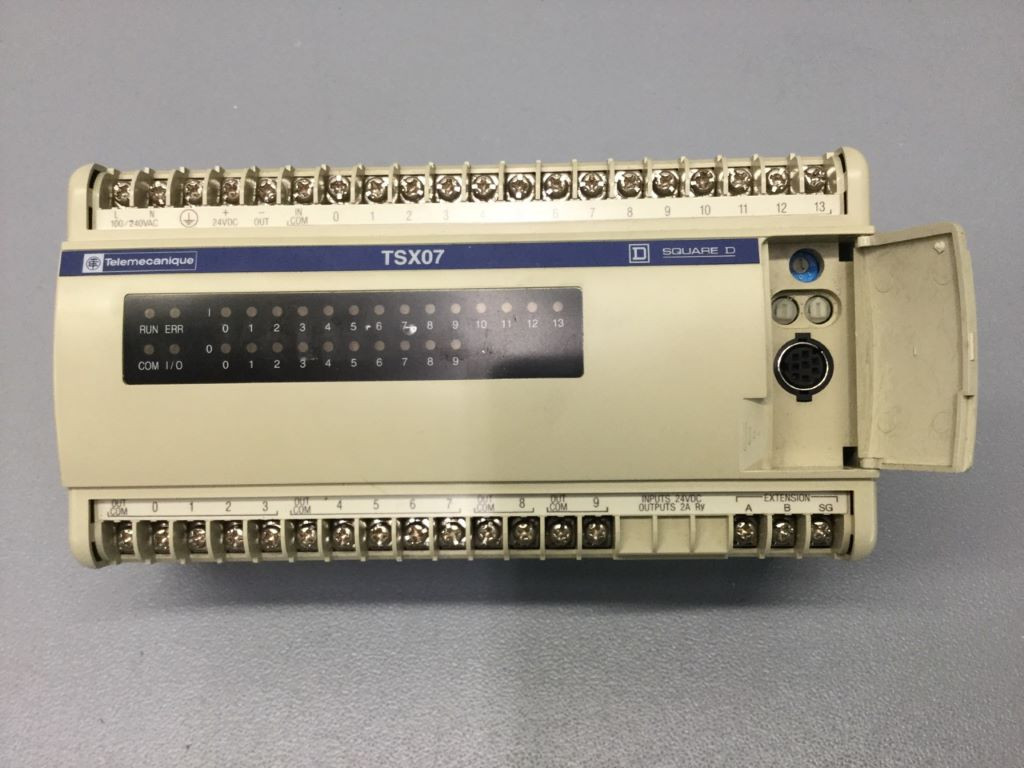 L N + − IN 0 1 2 3 4 5 6 7 8 9 10 11 12 13
100/240VAC 24VDC OUT COM
Telemecanique TSX07 D SQUARE D
RUN ERR I 0 1 2 3 4 5 6 7 8 9 10 11 12 13
COM I/O 0 0 1 2 3 4 5 6 7 8 9
OUT COM 0 1 2 3 OUT COM 4 5 6 7 OUT COM 8 OUT COM 9 INPUTS 24VDC EXTENSION
OUTPUTS 2A Ry A B SG